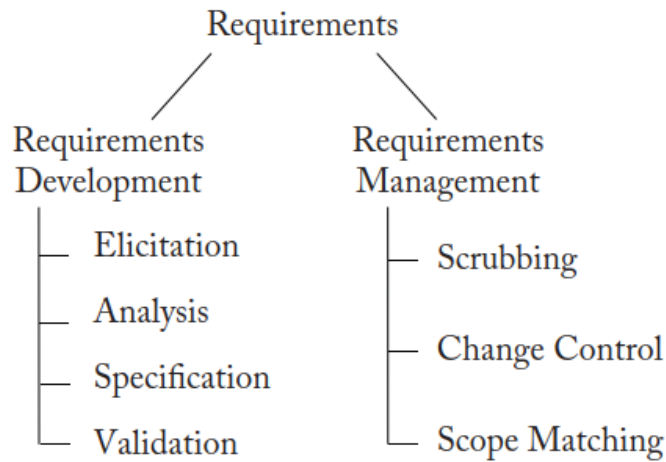 Requirements
Requirements
Development
Elicitation
Analysis
Specification
Validation
Requirements
Management
Scrubbing
Change Control
Scope Matching